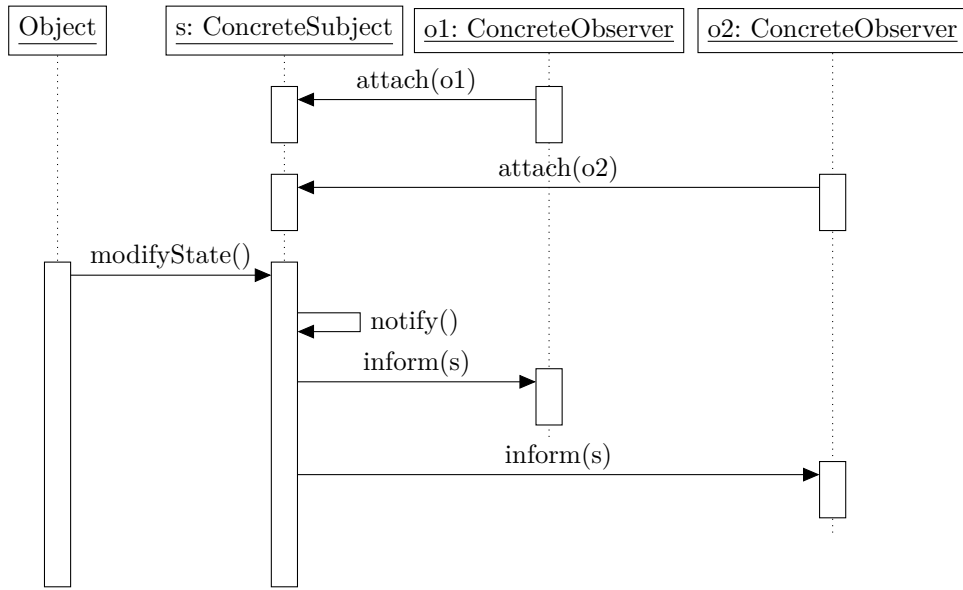 Object
s: ConcreteSubject
o1: ConcreteObserver
o2: ConcreteObserver
attach(o1)
attach(o2)
modifyState()
notify()
inform(s)
inform(s)